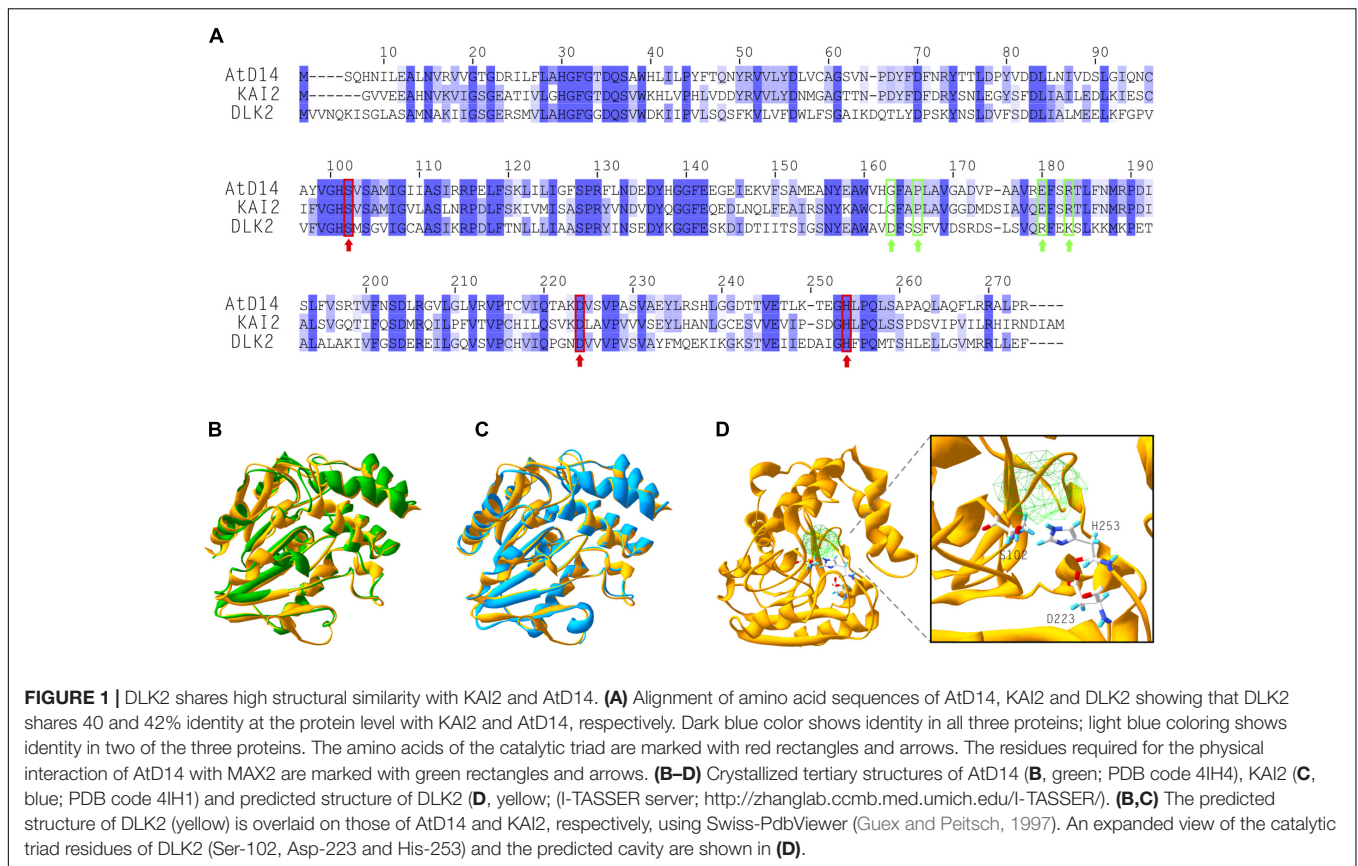 A
10 20 30 40 50 60 70 80 90
AtD14 M-----SQHNILEALNVRVVGTGDRILFLAHGFGTDQSAWHLILPYFTQNYRVVLYDLVCAGSVN-PDYFDFNRYTTLDPYVDDLLNIVDSLGIQNC
KAI2 M------GVVEEAHNVKVIGSGEATIVLGHGFGTDQSVWKHLVPHLVDDYRVVLYDNMGAGTTN-PDYFDFDRYSNLEGYSFDLIAILEDLKIESC
DLK2 MVVNQKISGLASAMNAKIIGSGERSMVLAHGFGGDQSVWDKIIPVLSQSFKVLVFDWLFSGAIKDQTLYDPSKYNSLDVFSDDLIALMEELKFGPV
100 110 120 130 140 150 160 170 180 190
AtD14 AYVGHSVSAMIGIIASIRRPELFSKLILIGFSPRFLNDEDYHGGFEEGEIEKVFSAMEANYEAWVHGFAPLAVGADVP-AAVREFSRTLFNMRPDI
KAI2 IFVGHSVSAMIGVLASLNRPDLFSKIVMISASPRYVNDVDYQGGFEQEDLNQLFEAIRSNYKAWCLGFAPLAVGGDMDSIAVQEFSRTLFNMRPDI
DLK2 VFVGHSMSGVIGCAASIKRPDLFTNLLLIAASPRYINSEDYKGGFESKDIDTIITSIGSNYEAWAVDFSSFVVDSRDS-LSVQRFEKSLKKMKPET
200 210 220 230 240 250 260 270
AtD14 SLFVSRTVFNSDLRGVLGLVRVPTCVIQTAKDVSVPASVAEYLRSHLGGDTTVETLK-TEGHLPQLSAPAQLAQFLRRALPR----
KAI2 ALSVGQTIFQSDMRQILPFVTVPCHILQSVKDLAVPVVVSEYLHANLGCESVVEVIP-SDGHLPQLSSPDSVIPVILRHIRNDIAM
DLK2 ALALAKIVFGSDEREILGQVSVPCHVIQPGNDVVVPVSVAYFMQEKIKGKSTVEIIEDAIGHFPQMTSHLELLGVMRRLLEF----
B C D
H253
S102
D223
FIGURE 1 | DLK2 shares high structural similarity with KAI2 and AtD14. (A) Alignment of amino acid sequences of AtD14, KAI2 and DLK2 showing that DLK2
shares 40 and 42% identity at the protein level with KAI2 and AtD14, respectively. Dark blue color shows identity in all three proteins; light blue coloring shows
identity in two of the three proteins. The amino acids of the catalytic triad are marked with red rectangles and arrows. The residues required for the physical
interaction of AtD14 with MAX2 are marked with green rectangles and arrows. (B–D) Crystallized tertiary structures of AtD14 (B, green; PDB code 4IH4), KAI2 (C,
blue; PDB code 4IH1) and predicted structure of DLK2 (D, yellow; (I-TASSER server; http://zhanglab.ccmb.med.umich.edu/I-TASSER/). (B,C) The predicted
structure of DLK2 (yellow) is overlaid on those of AtD14 and KAI2, respectively, using Swiss-PdbViewer (Guex and Peitsch, 1997). An expanded view of the catalytic
triad residues of DLK2 (Ser-102, Asp-223 and His-253) and the predicted cavity are shown in (D).